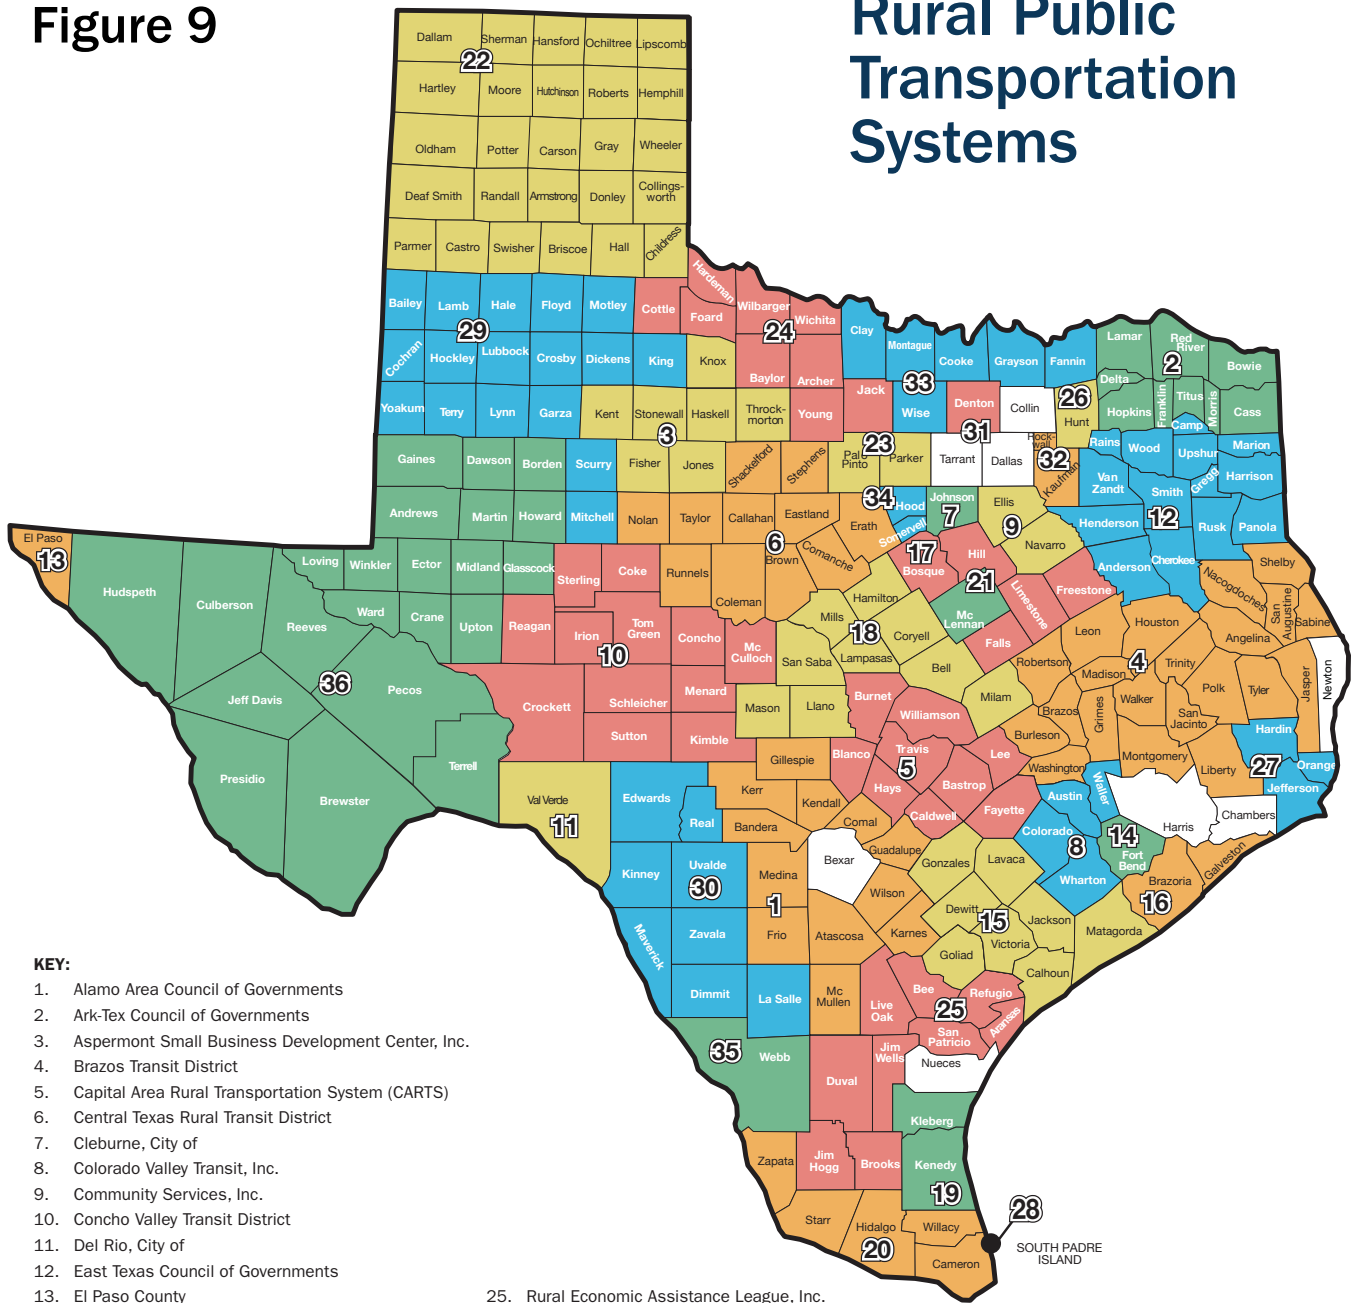 Figure 9
Rural Public
Transportation
Systems
Dallam
Sherman
Hansford
Ochiltree
Lipscomb
22
Hartley
Moore
Hutchinson
Roberts
Hemphill
Oldham
Potter
Carson
Gray
Wheeler
Deaf Smith
Randall
Armstrong
Donley
Collings-
worth
Parmer
Castro
Swisher
Briscoe
Hall
Childress
Bailey
Lamb
Hale
Floyd
Motley
Cottle
Hardeman
Foard
Wilbarger
Wichita
24
29
Cochran
Hockley
Lubbock
Crosby
Dickens
King
Knox
Baylor
Archer
Clay
Montague
Cooke
Grayson
Fannin
Lamar
Red
River
2
Bowie
Yoakum
Terry
Lynn
Garza
Kent
Stonewall
Haskell
Throck-
morton
Young
Jack
33
Wise
Denton
Collin
26
Hunt
Delta
Hopkins
Franklin
Titus
Camp
Morris
Cass
3
Gaines
Dawson
Borden
Scurry
Fisher
Jones
Shackelford
Stephens
23
Palo
Pinto
Parker
Tarrant
31
Dallas
Rock-
wall
32
Kaufman
Rains
Wood
Upshur
Marion
Gregg
Harrison
Van
Zandt
Smith
12
Andrews
Martin
Howard
Mitchell
Nolan
Taylor
Callahan
Eastland
Erath
34
Hood
Somervell
Johnson
7
Ellis
9
Navarro
Henderson
Rusk
Panola
El Paso
13
Hudspeth
Culberson
Loving
Winkler
Ector
Midland
Glasscock
Sterling
Coke
Runnels
Coleman
6
Brown
Comanche
17
Bosque
Hill
21
Limestone
Freestone
Anderson
Cherokee
Nacogdoches
Shelby
San
Augustine
Sabine
Reeves
Ward
Crane
Upton
Reagan
Irion
Tom
Green
10
Concho
Mc
Culloch
San Saba
Mills
Hamilton
18
Coryell
Lampasas
Bell
Mc
Lennan
Falls
Robertson
Leon
Houston
Madison
4
Trinity
Angelina
Jasper
Newton
36
Jeff Davis
Pecos
Crockett
Schleicher
Menard
Mason
Llano
Burnet
Williamson
Milam
Brazos
Grimes
Walker
San
Jacinto
Polk
Tyler
Hardin
Presidio
Brewster
Terrell
Sutton
Kimble
Gillespie
Blanco
Travis
5
Hays
Bastrop
Lee
Burleson
Washington
Montgomery
Liberty
27
Orange
Jefferson
Val Verde
11
Edwards
Real
Kerr
Kendall
Bandera
Comal
Caldwell
Fayette
Austin
Waller
Colorado
8
Wharton
14
Fort
Bend
Harris
Chambers
Galveston
Brazoria
16
Kinney
Uvalde
30
Medina
1
Bexar
Guadalupe
Gonzales
Lavaca
Wilson
Dewitt
15
Jackson
Matagorda
Maverick
Zavala
Frio
Atascosa
Karnes
Goliad
Victoria
Calhoun
Dimmit
La Salle
Mc
Mullen
Live
Oak
Bee
25
Refugio
Aransas
San
Patricio
35
Webb
Duval
Jim
Wells
Nueces
Kleberg
Kenedy
19
Zapata
Jim
Hogg
Brooks
Starr
Hidalgo
20
Willacy
Cameron
28
SOUTH PADRE
ISLAND
KEY:
1. Alamo Area Council of Governments
2. Ark-Tex Council of Governments
3. Aspermont Small Business Development Center, Inc.
4. Brazos Transit District
5. Capital Area Rural Transportation System (CARTS)
6. Central Texas Rural Transit District
7. Cleburne, City of
8. Colorado Valley Transit, Inc.
9. Community Services, Inc.
10. Concho Valley Transit District
11. Del Rio, City of
12. East Texas Council of Governments
13. El Paso County
25. Rural Economic Assistance League, Inc.